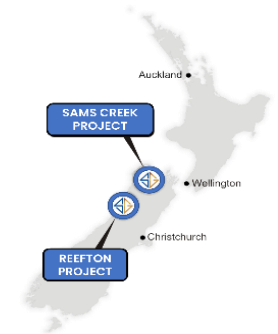 Auckland
SAMS CREEK
PROJECT
Wellington
Christchurch
REEFTON
PROJECT